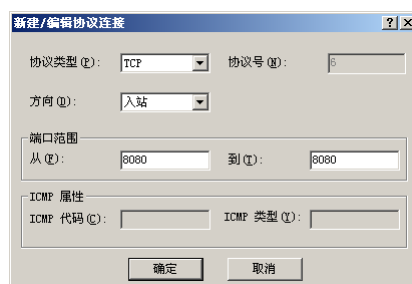 新建/编辑协议连接
协议类型(P): TCP 协议号(N): 6
方向(D): 入站
端口范围
从(F): 8080 到(T): 8080
ICMP 属性
ICMP 代码(C): ICMP 类型(Y):
确定 取消